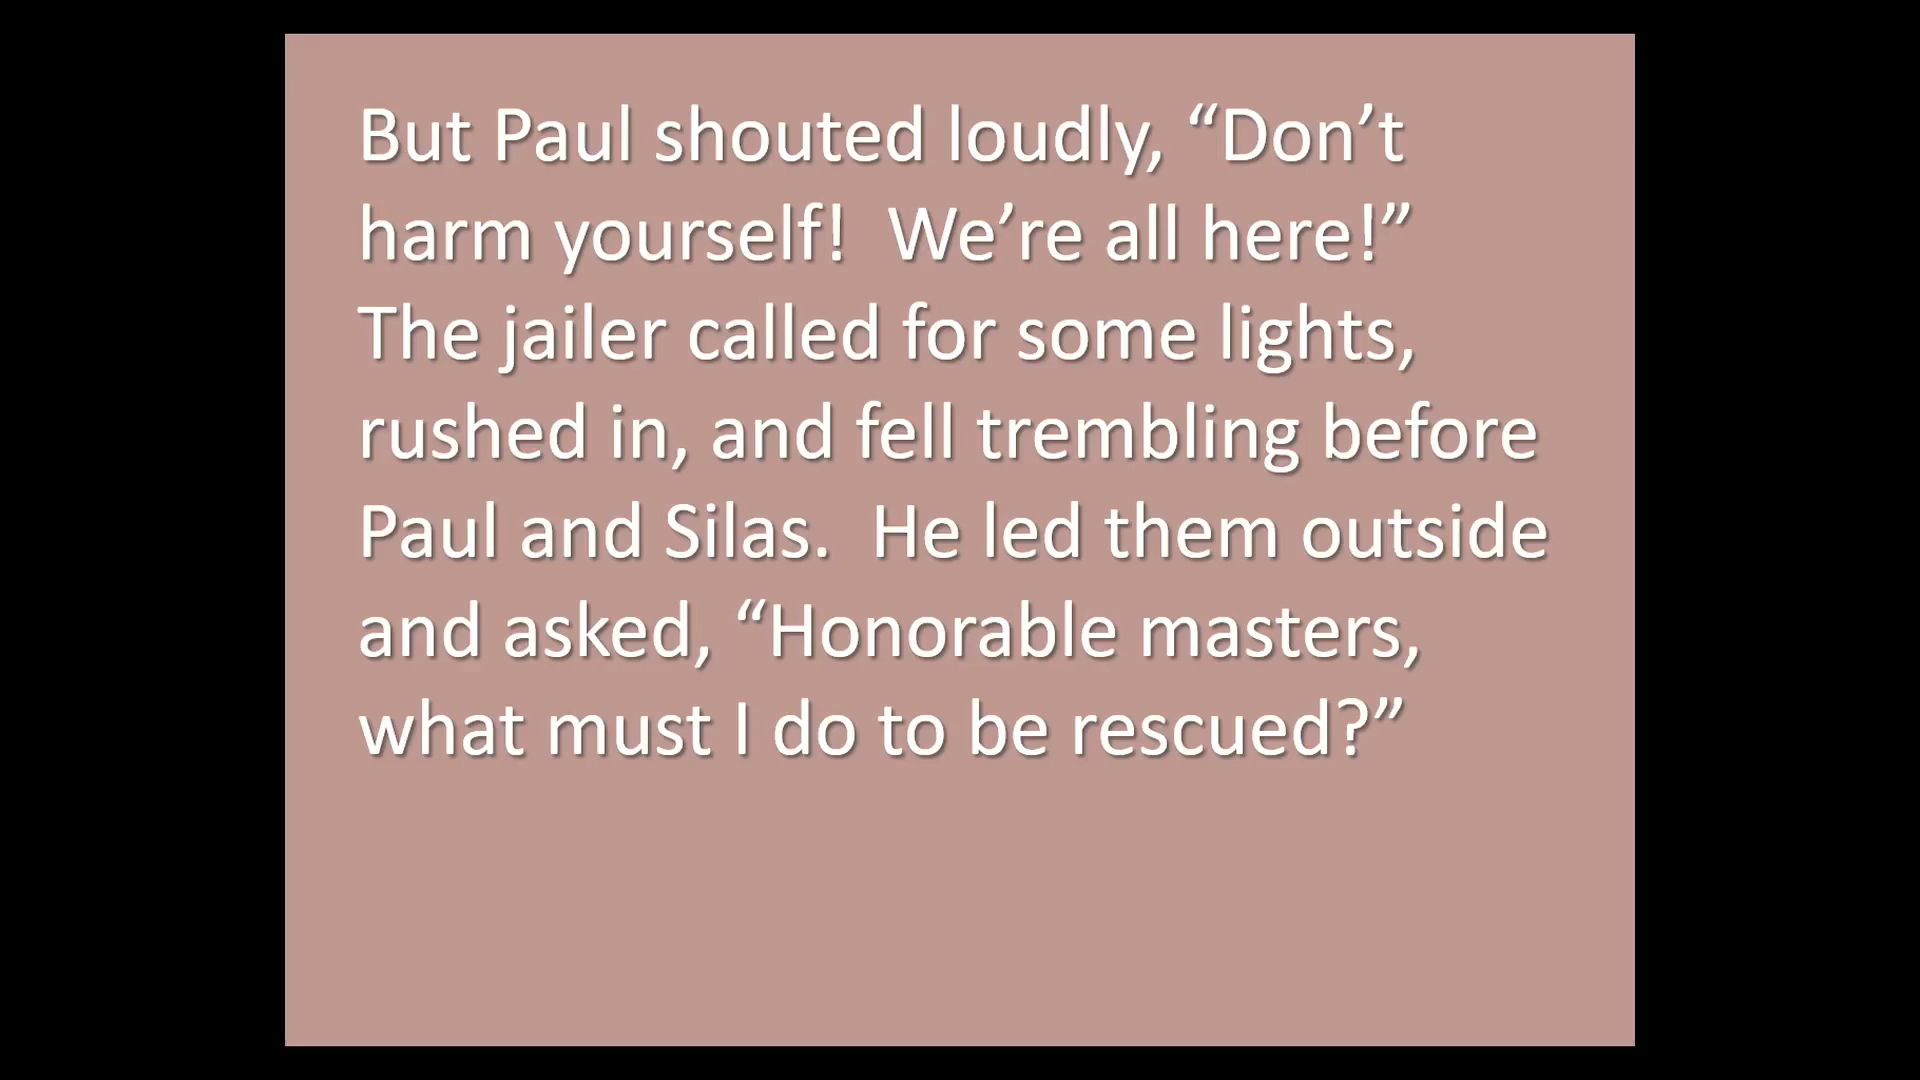 But Paul shouted loudly, “Don’t
harm yourself!  We’re all here!”
The jailer called for some lights,
rushed in, and fell trembling before
Paul and Silas.  He led them outside
and asked, “Honorable masters,
what must I do to be rescued?”